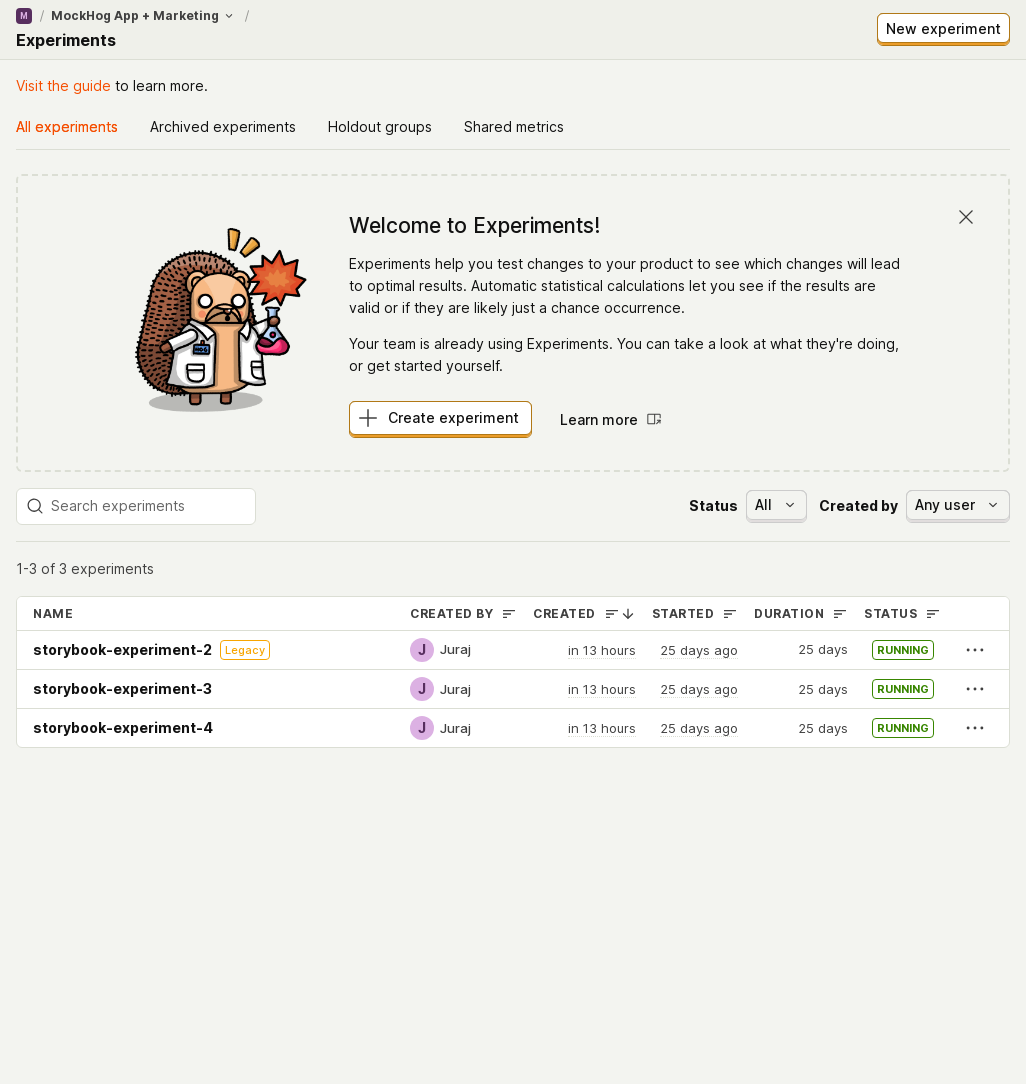 M / MockHog App + Marketing /
Experiments
New experiment
Visit the guide to learn more.
All experiments Archived experiments Holdout groups Shared metrics
Welcome to Experiments!
Experiments help you test changes to your product to see which changes will lead
to optimal results. Automatic statistical calculations let you see if the results are
valid or if they are likely just a chance occurrence.
Your team is already using Experiments. You can take a look at what they're doing,
or get started yourself.
Create experiment Learn more
Search experiments Status All Created by Any user
1-3 of 3 experiments
NAME CREATED BY CREATED STARTED DURATION STATUS
storybook-experiment-2 Legacy J Juraj in 13 hours 25 days ago 25 days RUNNING
storybook-experiment-3 J Juraj in 13 hours 25 days ago 25 days RUNNING
storybook-experiment-4 J Juraj in 13 hours 25 days ago 25 days RUNNING